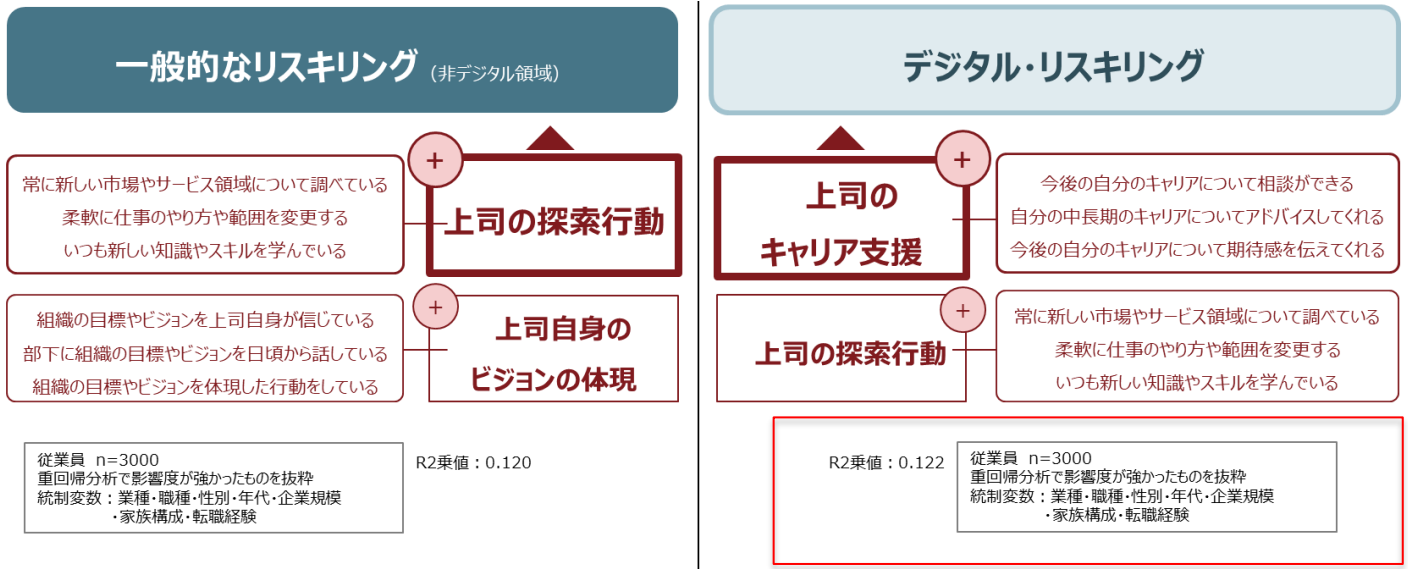 一般的なリスキリング（非デジタル領域）
+
常に新しい市場やサービス領域について調べている
柔軟に仕事のやり方や範囲を変更する
いつも新しい知識やスキルを学んでいる
上司の探索行動
+
組織の目標やビジョンを上司自身が信じている
部下に組織の目標やビジョンを日頃から話している
組織の目標やビジョンを体現した行動をしている
上司自身の
ビジョンの体現
従業員 n=3000
重回帰分析で影響度が強かったものを抜粋
統制変数：業種・職種・性別・年代・企業規模
・家族構成・転職経験
R2乗値：0.120
デジタル・リスキリング
+
上司の
キャリア支援
今後の自分のキャリアについて相談ができる
自分の中長期のキャリアについてアドバイスしてくれる
今後の自分のキャリアについて期待感を伝えてくれる
+
上司の探索行動
常に新しい市場やサービス領域について調べている
柔軟に仕事のやり方や範囲を変更する
いつも新しい知識やスキルを学んでいる
R2乗値：0.122
従業員 n=3000
重回帰分析で影響度が強かったものを抜粋
統制変数：業種・職種・性別・年代・企業規模
・家族構成・転職経験